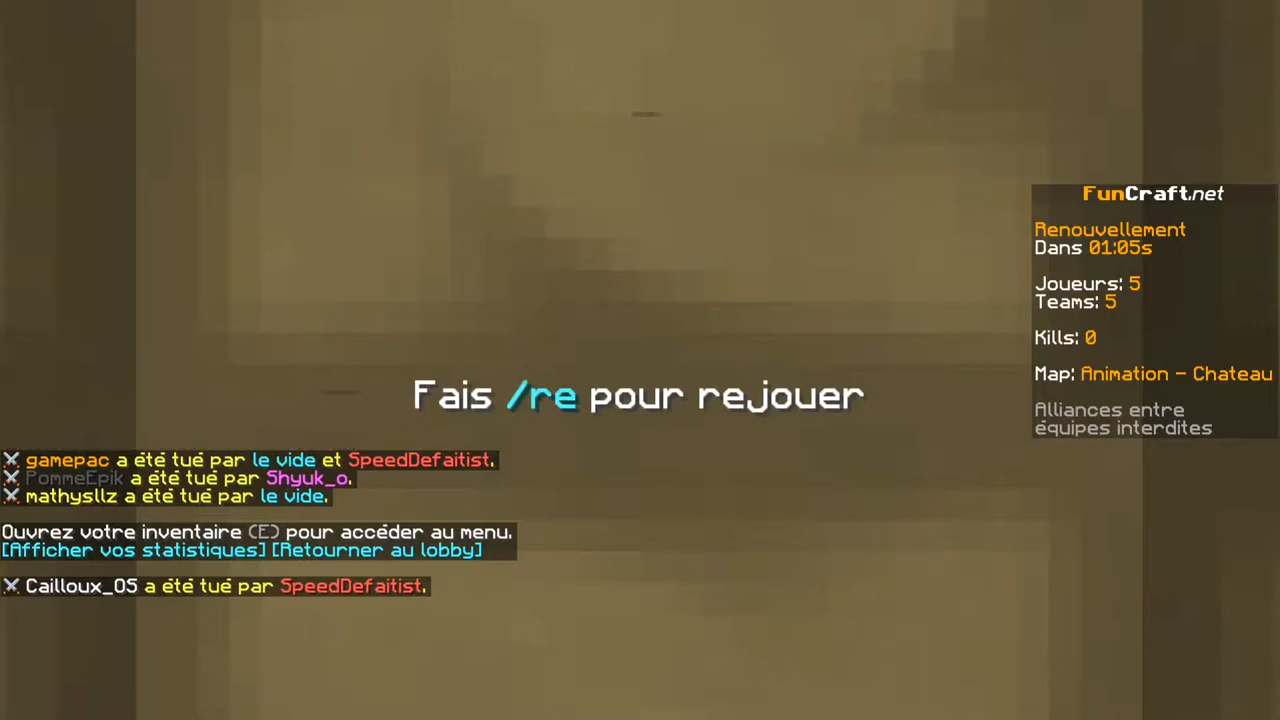 FunCraft.net
Renouvellement
Dans 01:05s
Joueurs: 5
Teams: 5
Kills: 0
Map: Animation - Chateau
Alliances entre
équipes interdites
Fais /re pour rejouer
gamepac a été tué par le vide et SpeedDefaitist.
PommeEpik a été tué par Shyuk_o.
mathysllz a été tué par le vide.
Ouvrez votre inventaire (E) pour accéder au menu.
[Afficher vos statistiques] [Retourner au lobby]
Cailloux_05 a été tué par SpeedDefaitist.